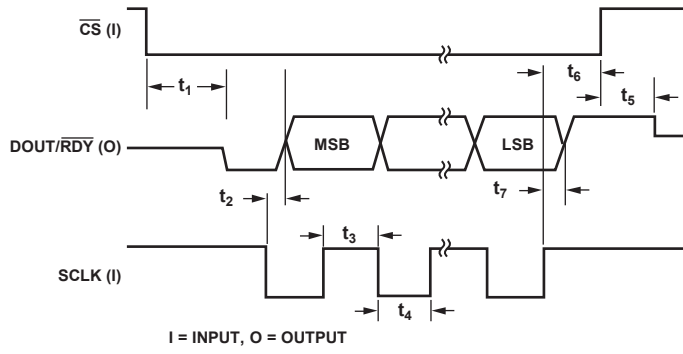 CS (I)
t6
t1
t5
DOUT/RDY (O)
MSB
LSB
t2
t7
t3
SCLK (I)
t4
I = INPUT, O = OUTPUT